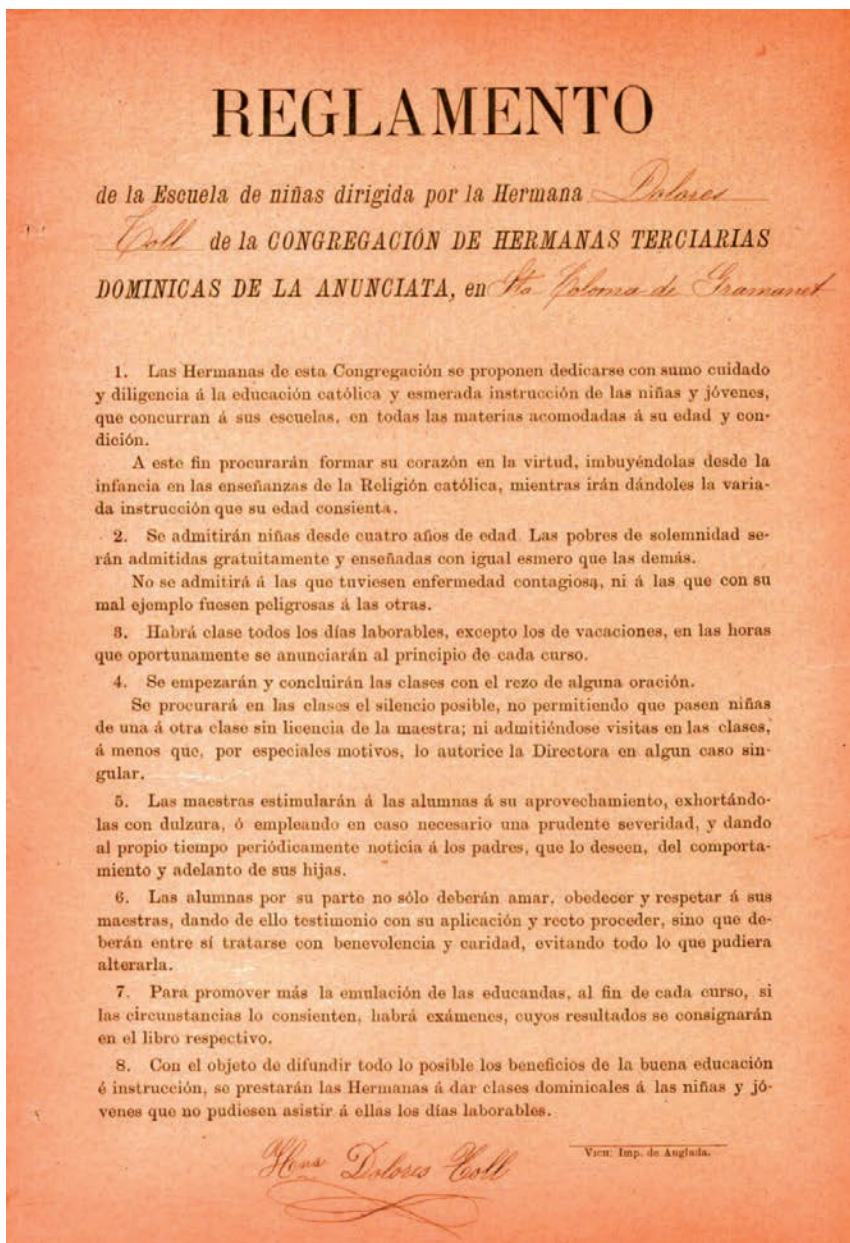 REGLAMENTO
de la Escuela de niñas dirigida por la Hermana Dolores
Coll de la CONGREGACIÓN DE HERMANAS TERCIARIAS
DOMINICAS DE LA ANUNCIATA, en Sta Coloma de Gramanet
1. Las Hermanas de esta Congregación se proponen dedicarse con sumo cuidado
y diligencia á la educación católica y esmerada instrucción de las niñas y jóvenes,
que concurran á sus escuelas, en todas las materias acomodadas á su edad y con-
dición.
A este fin procurarán formar su corazón en la virtud, imbuyéndolas desde la
infancia en las enseñanzas de la Religión católica, mientras irán dándoles la varia-
da instrucción que su edad consienta.
2. Se admitirán niñas desde cuatro años de edad. Las pobres de solemnidad se-
rán admitidas gratuitamente y enseñadas con igual esmero que las demás.
No se admitirá á las que tuviesen enfermedad contagiosa, ni á las que con su
mal ejemplo fuesen peligrosas á las otras.
3. Habrá clase todos los días laborables, excepto los de vacaciones, en las horas
que oportunamente se anunciarán al principio de cada curso.
4. Se empezarán y concluirán las clases con el rezo de alguna oración.
Se procurará en las clases el silencio posible, no permitiendo que pasen niñas
de una á otra clase sin licencia de la maestra; ni admitiéndose visitas en las clases,
á menos que, por especiales motivos, lo autorice la Directora en algun caso sin-
gular.
5. Las maestras estimularán á las alumnas á su aprovechamiento, exhortándo-
las con dulzura, ó empleando en caso necesario una prudente severidad, y dando
al propio tiempo periódicamente noticia á los padres, que lo deseen, del comporta-
miento y adelanto de sus hijas.
6. Las alumnas por su parte no sólo deberán amar, obedecer y respetar á sus
maestras, dando de ello testimonio con su aplicación y recto proceder, sino que de-
berán entre sí tratarse con benevolencia y caridad, evitando todo lo que pudiera
alterarla.
7. Para promover más la emulación de las educandas, al fin de cada curso, si
las circunstancias lo consienten, habrá exámenes, cuyos resultados se consignarán
en el libro respectivo.
8. Con el objeto de difundir todo lo posible los beneficios de la buena educación
é instrucción, se prestarán las Hermanas á dar clases dominicales á las niñas y jó-
venes que no pudiesen asistir á ellas los días laborables.
Hna Dolores Coll
Vich: Imp. de Anglada.